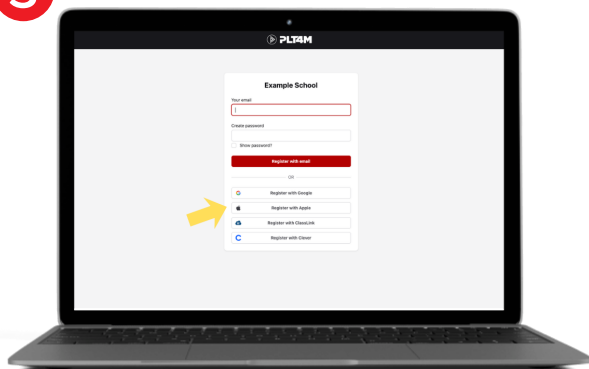 PLT4M
Example School
Your email
Create password
Show password?
Register with email
OR
Register with Google
Register with Apple
Register with ClassLink
Register with Clever